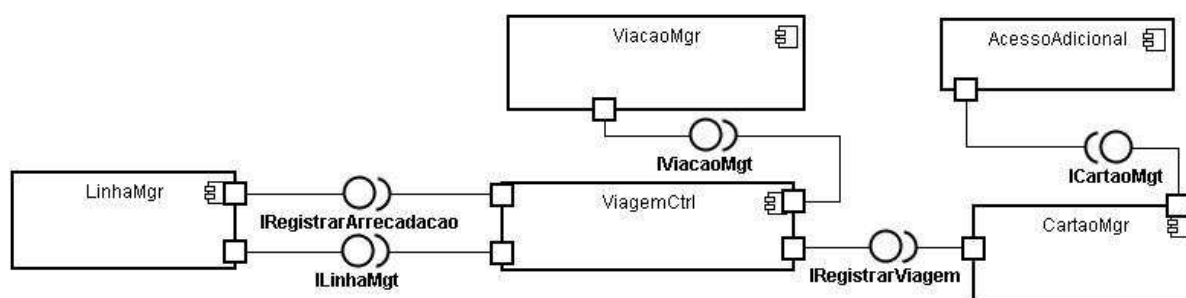 ViacaoMgr
AcessoAdicional
IViacaoMgt
ICartaoMgt
LinhaMgr
ViagemCtrl
CartaoMgr
IRegistrarArrecadacao
ILinhaMgt
IRegistrarViagem